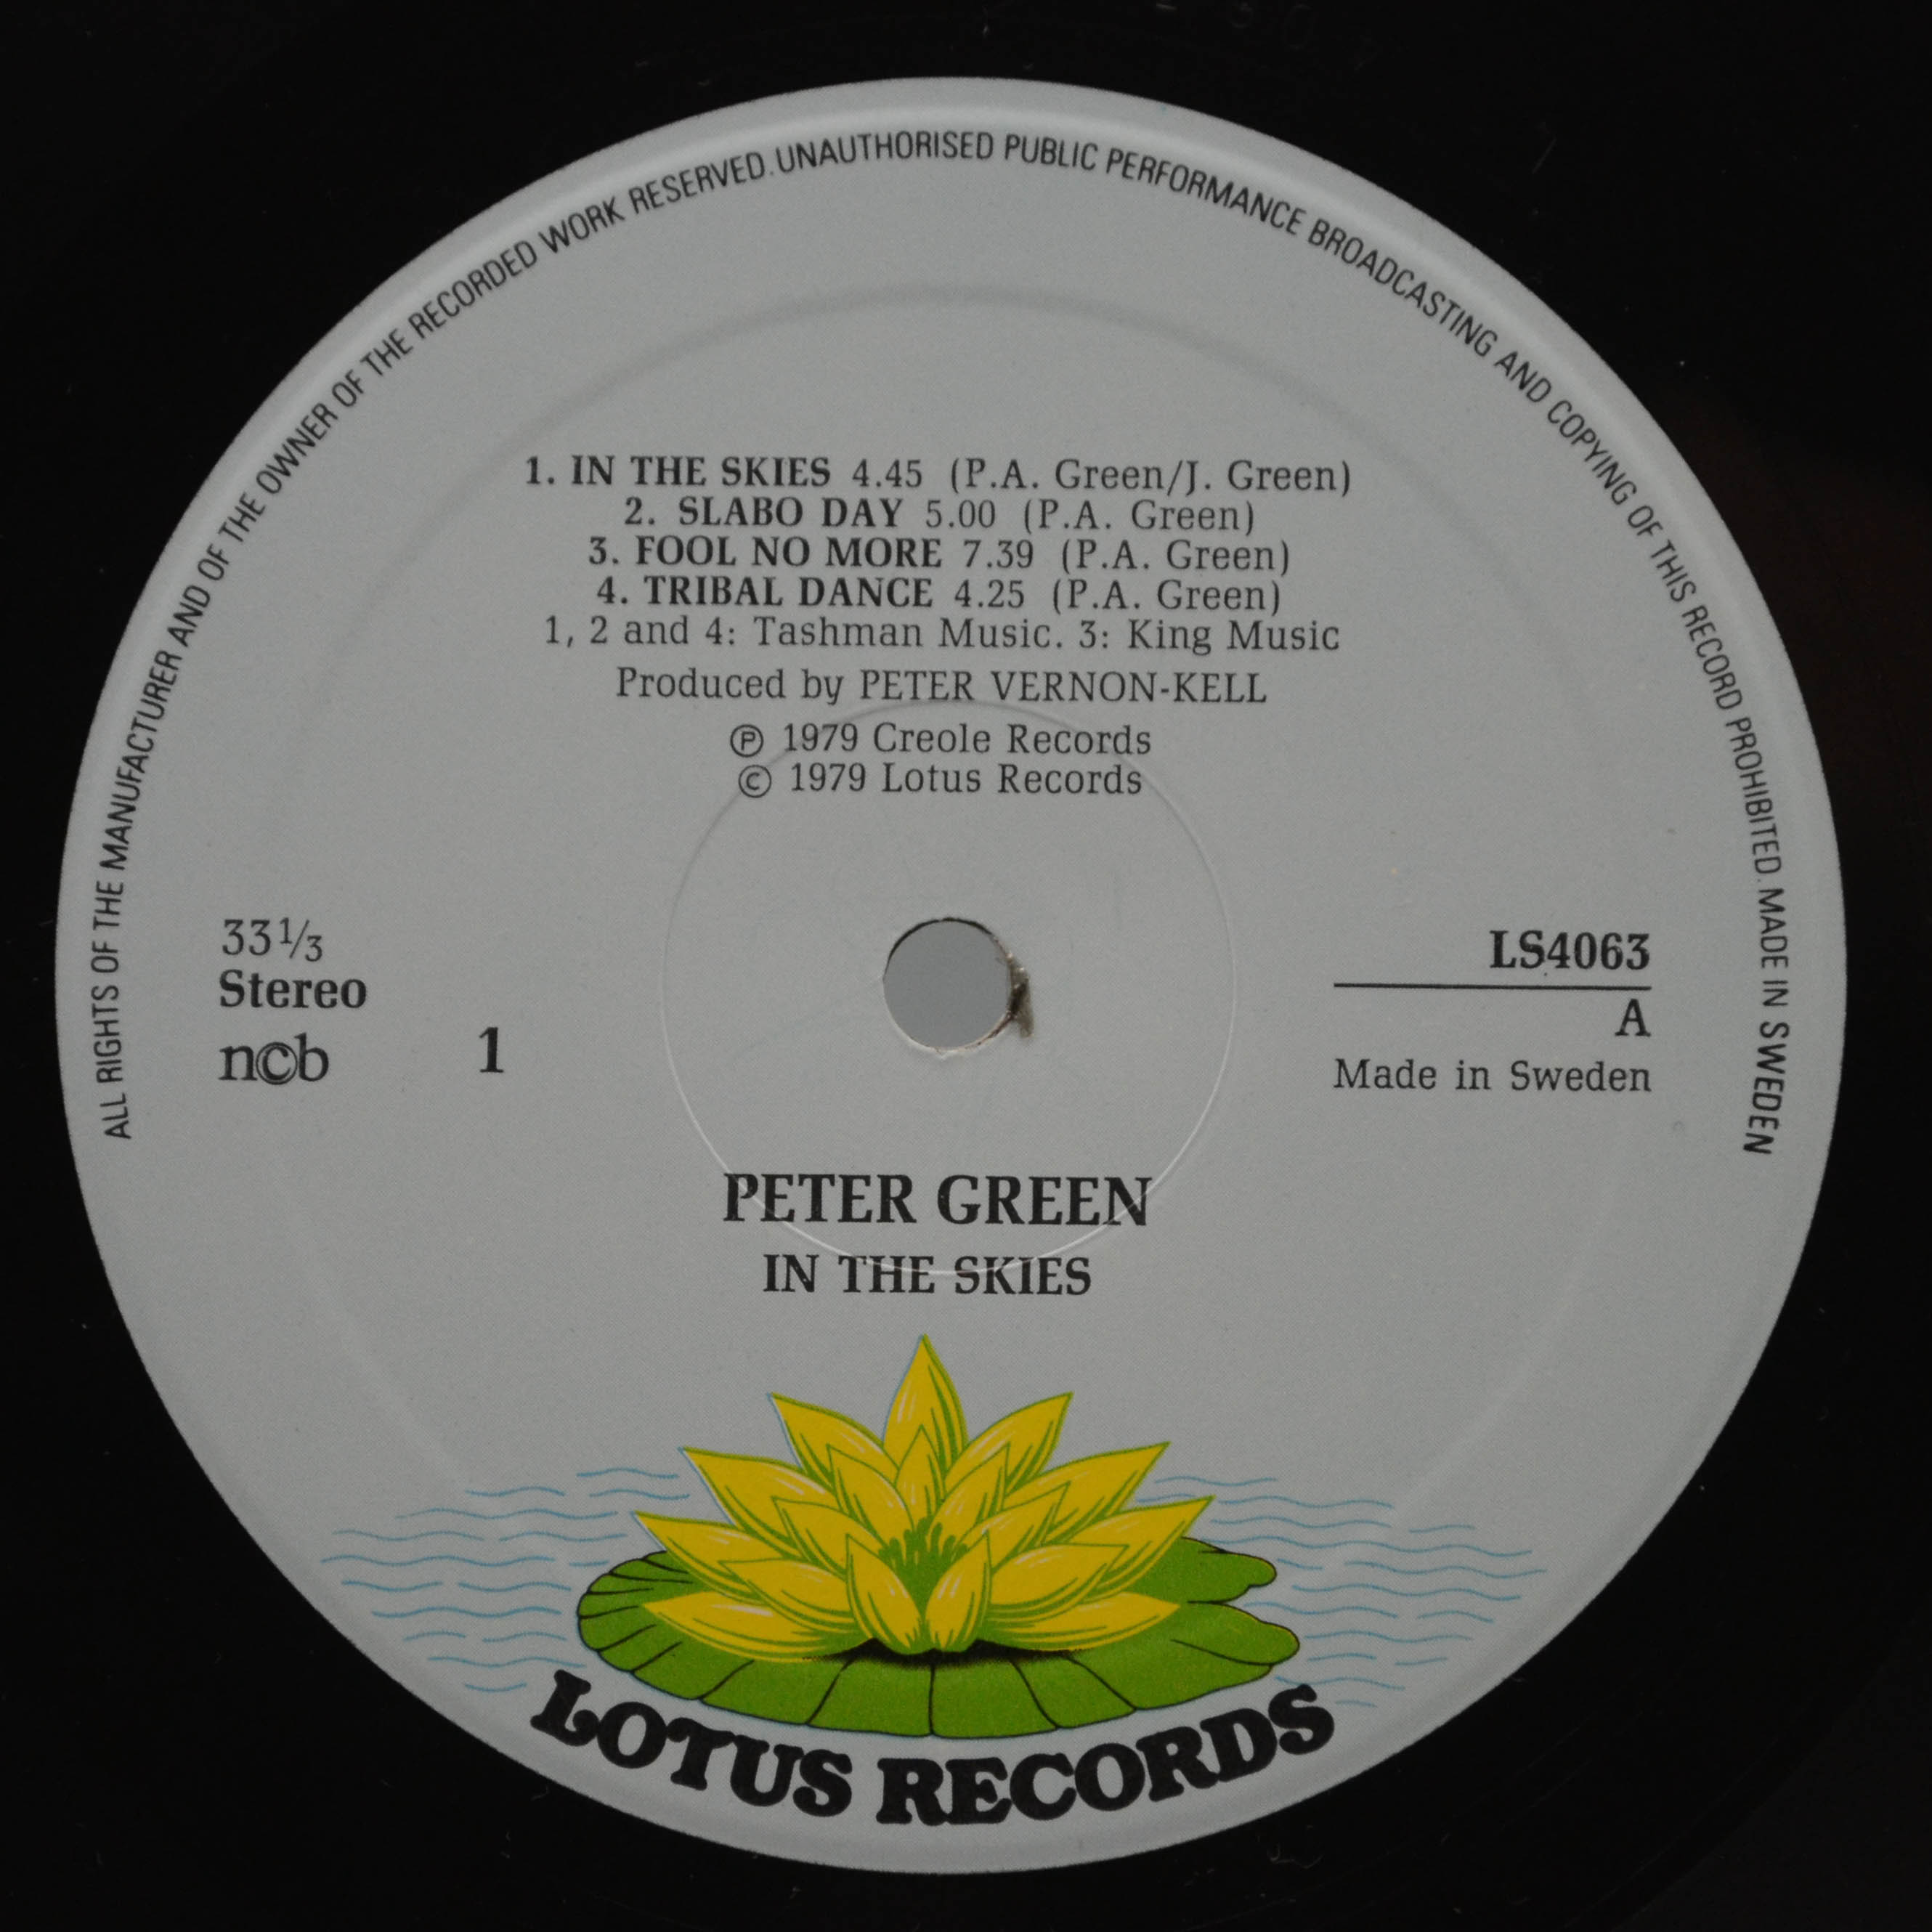 ALL RIGHTS OF THE MANUFACTURER AND OF THE OWNER OF THE RECORDED WORK RESERVED. UNAUTHORISED PUBLIC PERFORMANCE BROADCASTING AND COPYING OF THIS RECORD PROHIBITED. MADE IN SWEDEN
1. IN THE SKIES 4.45 (P.A. Green/J. Green)
2. SLABO DAY 5.00 (P.A. Green)
3. FOOL NO MORE 7.39 (P.A. Green)
4. TRIBAL DANCE 4.25 (P.A. Green)
1, 2 and 4: Tashman Music. 3: King Music
Produced by PETER VERNON-KELL
Ⓟ 1979 Creole Records
© 1979 Lotus Records
33 1/3
Stereo
ncb
1
LS4063
A
Made in Sweden
PETER GREEN
IN THE SKIES
LOTUS RECORDS